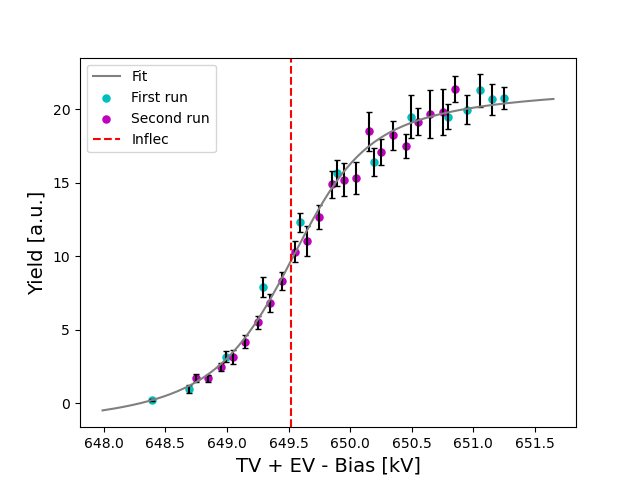 Fit
First run
Second run
Inflec
Yield [a.u.]
20
15
10
5
0
648.0 648.5 649.0 649.5 650.0 650.5 651.0 651.5
TV + EV - Bias [kV]